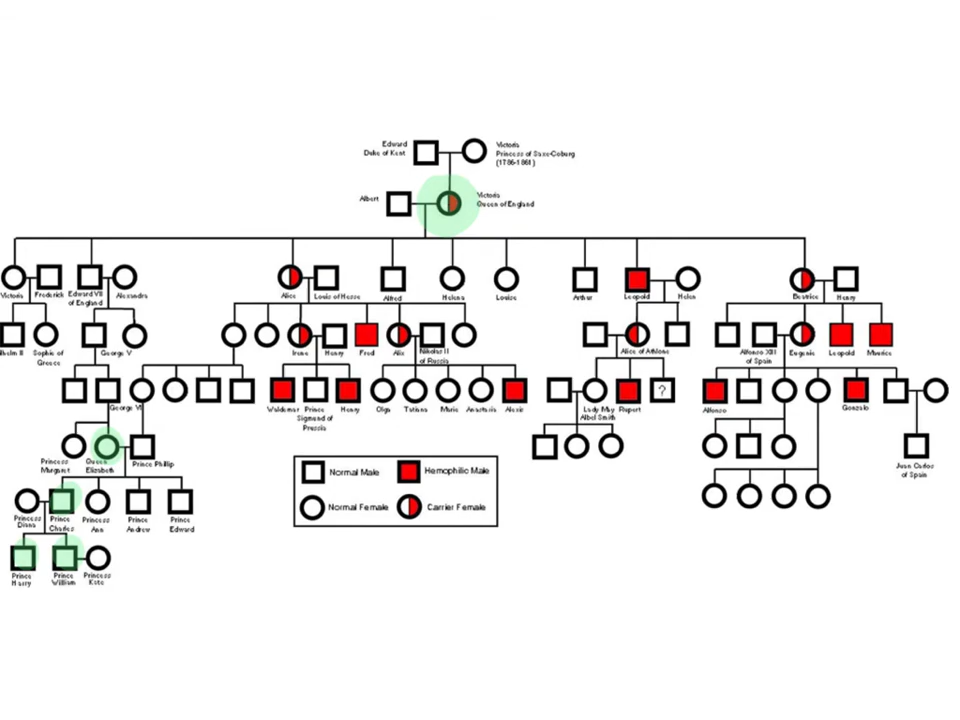 Edward
Duke of Kent
Victoria
Princess of Saxe-Coburg
(1786-1861)
Albert
Victoria
Queen of England
Victoria
Frederick
Edward VII
of England
Alexandra
Alice
Louis of Hesse
Alfred
Helena
Louise
Arthur
Leopold
Helen
Beatrice
Henry
lhelm II
Sophie of
Greece
George V
Irene
Henry
Fred
Alix
Nikolas II
of Russia
Alice of Athlone
Alfonso XIII
of Spain
Eugenie
Leopold
Maurice
George VI
Waldemar
Prince
Sigmund of
Prussia
Henry
Olga
Tatiana
Marie
Anastasia
Alexis
Lady May
Abel Smith
Rupert
?
Alfonso
Gonzalo
Princess
Margaret
Queen
Elizabeth
Prince Phillip
Juan Carlos
of Spain
Normal Male
Hemophilic Male
Normal Female
Carrier Female
Princess
Diana
Prince
Charles
Princess
Ann
Prince
Andrew
Prince
Edward
Prince
Harry
Prince
William
Princess
Kate